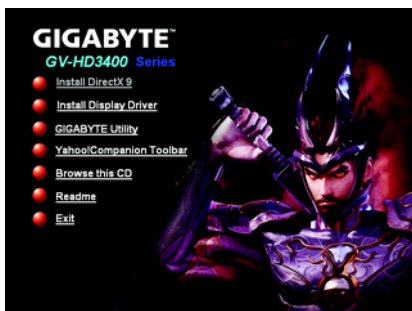 GIGABYTE™
GV-HD3400 Series
Install DirectX 9
Install Display Driver
GIGABYTE Utility
Yahoo!Companion Toolbar
Browse this CD
Readme
Exit